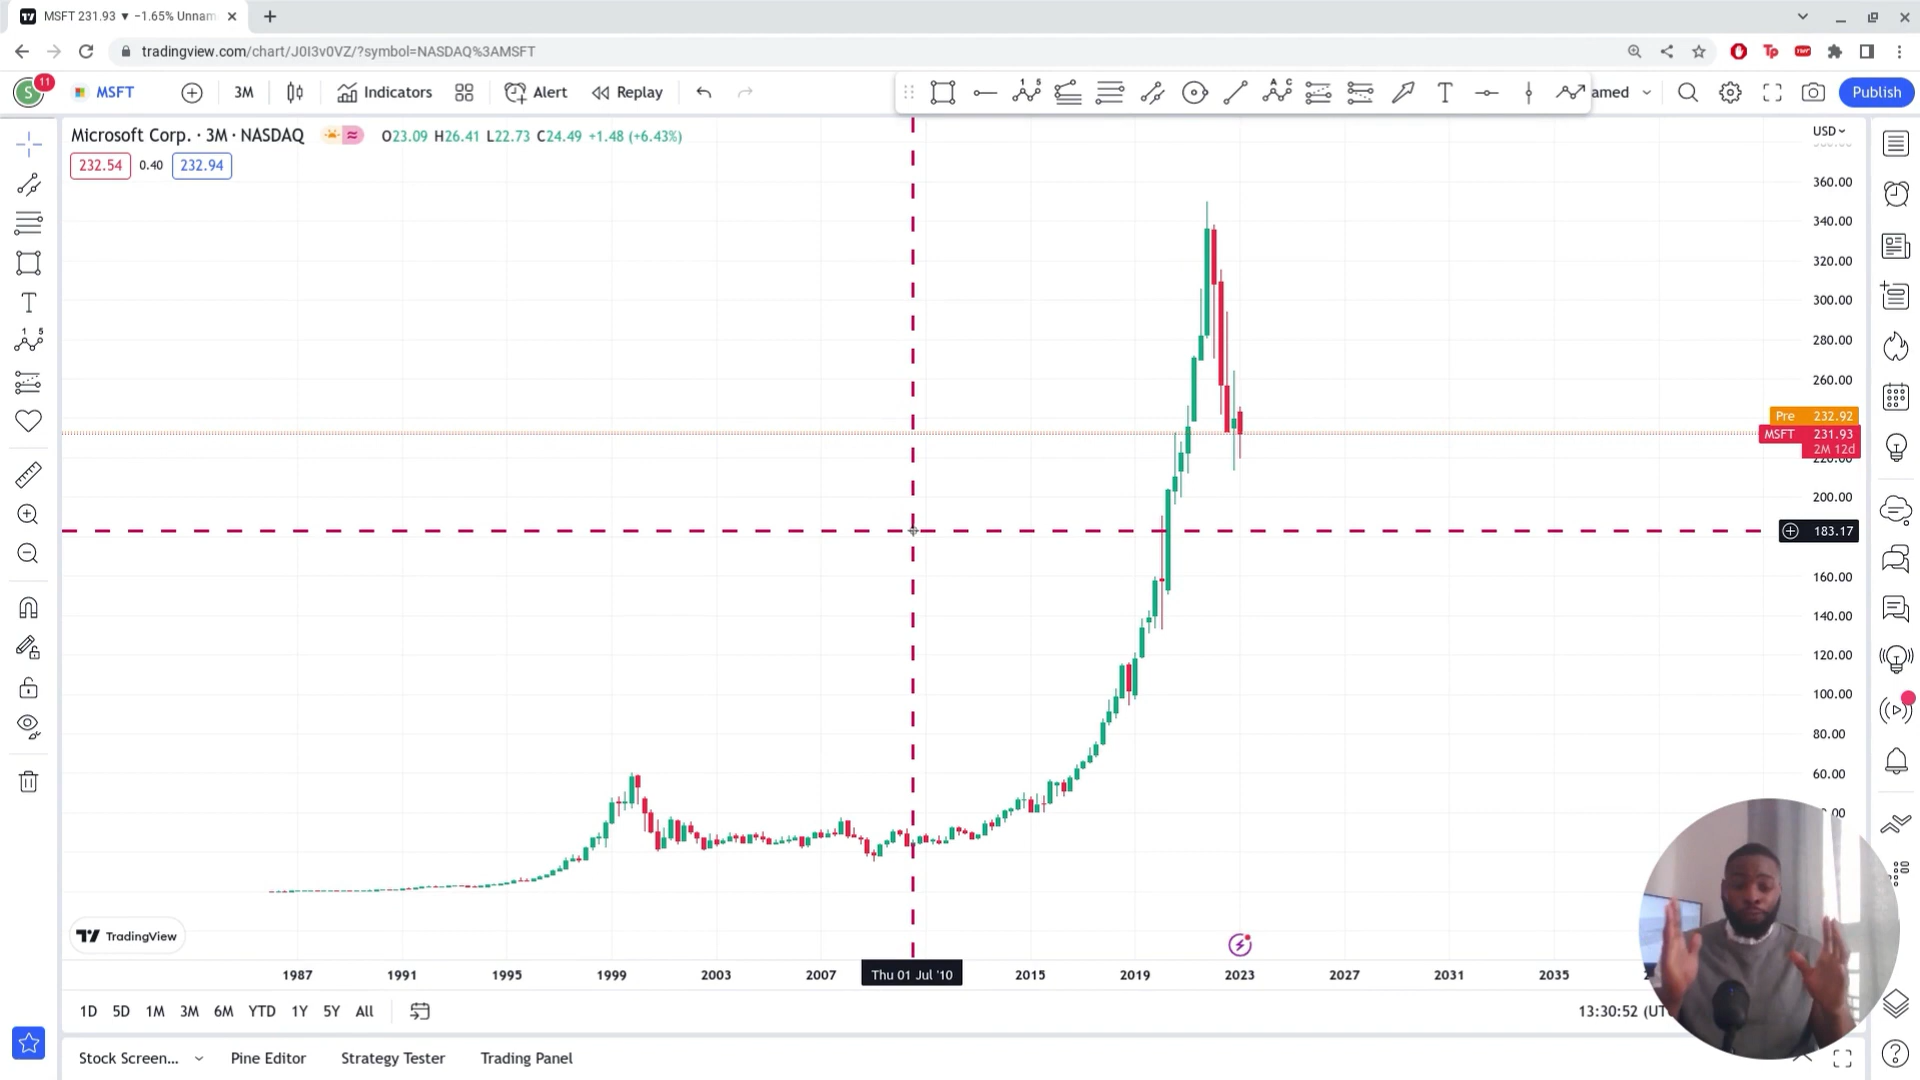 MSFT 231.93 ▼ −1.65% Unnam
tradingview.com/chart/J0I3v0VZ/?symbol=NASDAQ%3AMSFT
S 11 MSFT 3M Indicators Alert Replay amed Publish
Microsoft Corp. · 3M · NASDAQ O23.09 H26.41 L22.73 C24.49 +1.48 (+6.43%)
USD
232.54 0.40 232.94
360.00
340.00
320.00
300.00
280.00
260.00
Pre 232.92
MSFT 231.93
2M 12d
220.00
200.00
183.17
160.00
140.00
120.00
100.00
80.00
60.00
TradingView
1987 1991 1995 1999 2003 2007 Thu 01 Jul '10 2015 2019 2023 2027 2031 2035
1D 5D 1M 3M 6M YTD 1Y 5Y All 13:30:52
Stock Screen... Pine Editor Strategy Tester Trading Panel